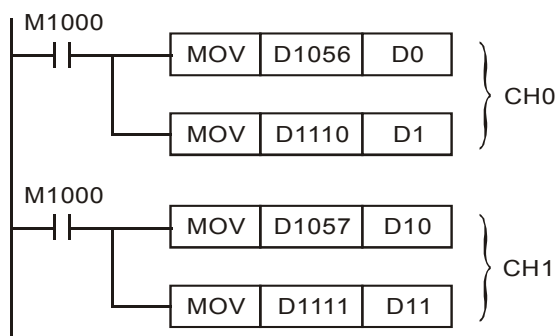 M1000
MOV D1056 D0
CH0
MOV D1110 D1
M1000
MOV D1057 D10
CH1
MOV D1111 D11